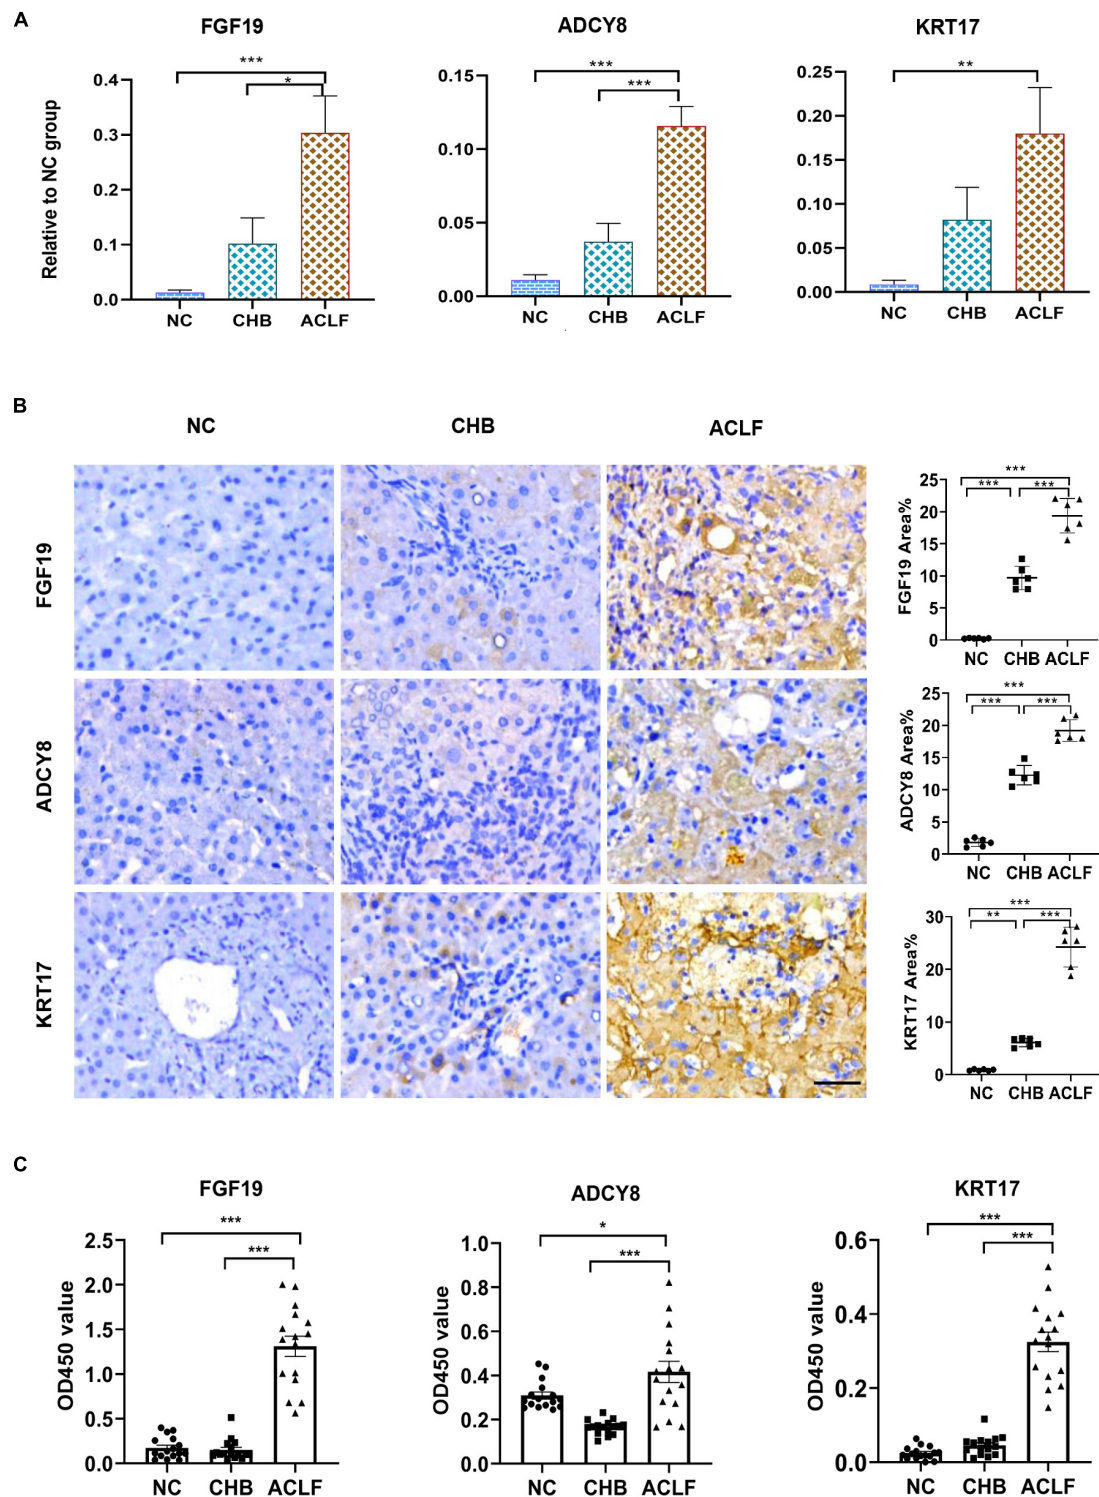 A
FGF19
ADCY8
KRT17
Relative to NC group
0.4
0.3
0.2
0.1
0.0
***
*
NC CHB ACLF
0.15
0.10
0.05
0.00
***
***
NC CHB ACLF
0.25
0.20
0.15
0.10
0.05
0.00
**
NC CHB ACLF
B
NC CHB ACLF
FGF19
ADCY8
KRT17
FGF19 Area%
25
20
15
10
5
0
***
*** ***
NC CHB ACLF
ADCY8 Area%
25
20
15
10
5
0
***
*** ***
NC CHB ACLF
KRT17 Area%
30
20
10
0
***
** ***
NC CHB ACLF
C
FGF19
OD450 value
2.5
2.0
1.5
1.0
0.5
0.0
***
***
NC CHB ACLF
ADCY8
OD450 value
1.0
0.8
0.6
0.4
0.2
0.0
*
***
NC CHB ACLF
KRT17
OD450 value
0.6
0.4
0.2
0.0
***
***
NC CHB ACLF